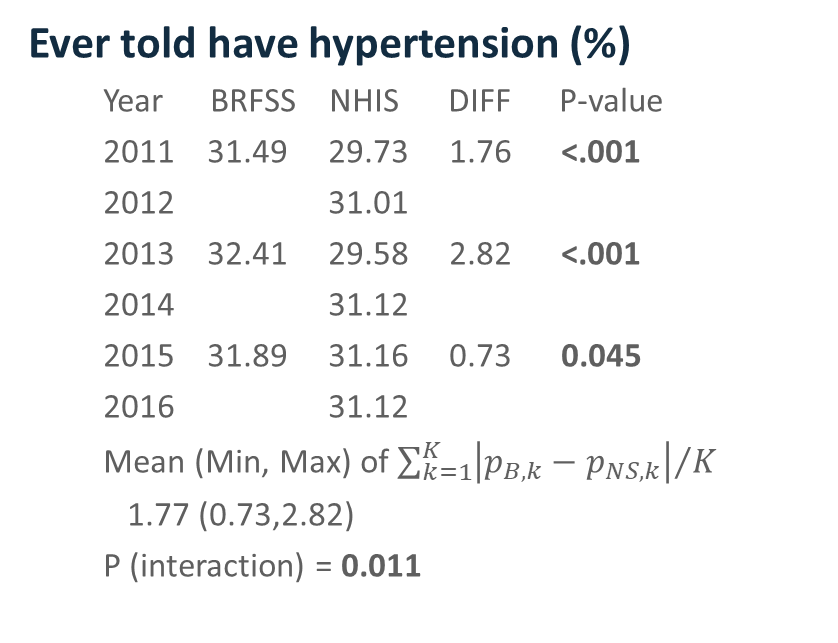 Ever told have hypertension (%)
Year BRFSS NHIS DIFF P-value
2011 31.49 29.73 1.76 <.001
2012 31.01
2013 32.41 29.58 2.82 <.001
2014 31.12
2015 31.89 31.16 0.73 0.045
2016 31.12
Mean (Min, Max) of ∑_{k=1}^{K}|p_{B,k} − p_{NS,k}|/K
1.77 (0.73,2.82)
P (interaction) = 0.011